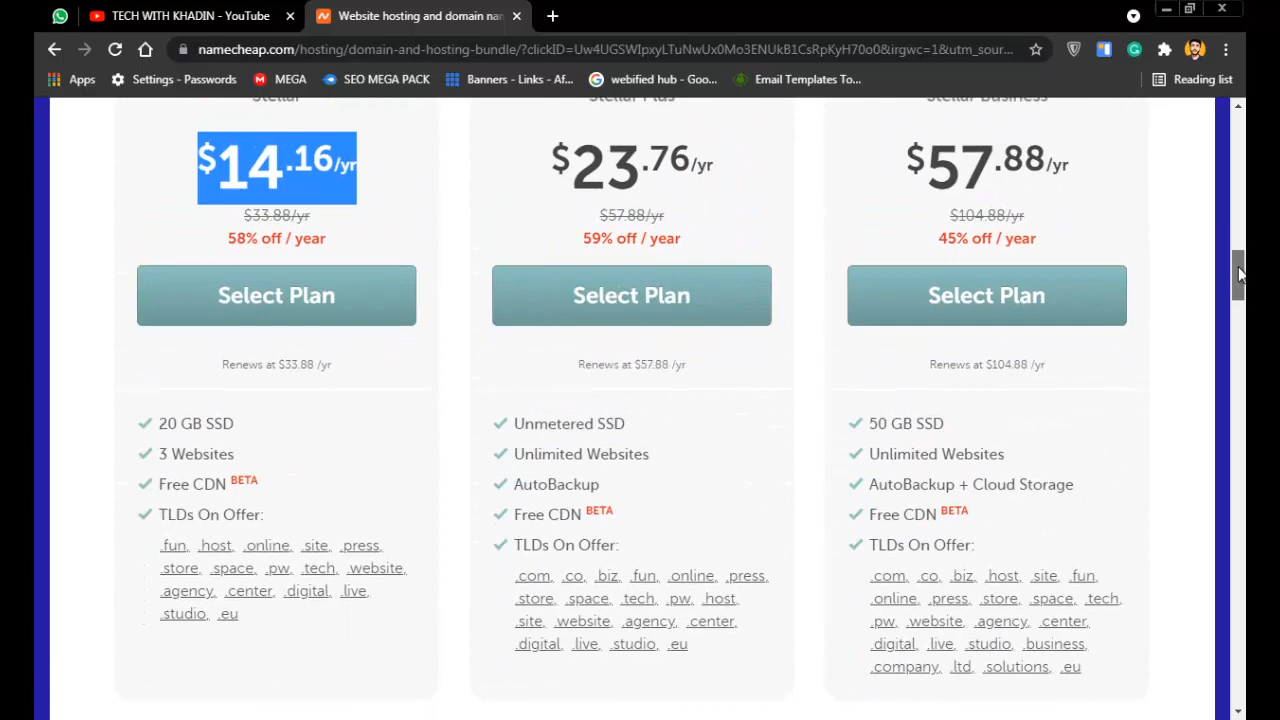 TECH WITH KHADIN - YouTube
Website hosting and domain nan
namecheap.com/hosting/domain-and-hosting-bundle/?clickID=Uw4UGSWIpxyLTuNwUx0Mo3ENUkB1CsRpKyH70o0&irgwc=1&utm_sour...
Apps
Settings - Passwords
MEGA
SEO MEGA PACK
Banners - Links - Af...
webified hub - Goo...
Email Templates To...
Reading list
Stellar
Stellar Plus
Stellar Business
$14.16/yr
$33.88/yr
58% off / year
Select Plan
Renews at $33.88 /yr
20 GB SSD
3 Websites
Free CDN BETA
TLDs On Offer:
.fun, .host, .online, .site, .press,
.store, .space, .pw, .tech, .website,
.agency, .center, .digital, .live,
.studio, .eu
$23.76/yr
$57.88/yr
59% off / year
Select Plan
Renews at $57.88 /yr
Unmetered SSD
Unlimited Websites
AutoBackup
Free CDN BETA
TLDs On Offer:
.com, .co, .biz, .fun, .online, .press,
.store, .space, .tech, .pw, .host,
.site, .website, .agency, .center,
.digital, .live, .studio, .eu
$57.88/yr
$104.88/yr
45% off / year
Select Plan
Renews at $104.88 /yr
50 GB SSD
Unlimited Websites
AutoBackup + Cloud Storage
Free CDN BETA
TLDs On Offer:
.com, .co, .biz, .host, .site, .fun,
.online, .press, .store, .space, .tech,
.pw, .website, .agency, .center,
.digital, .live, .studio, .business,
.company, .ltd, .solutions, .eu